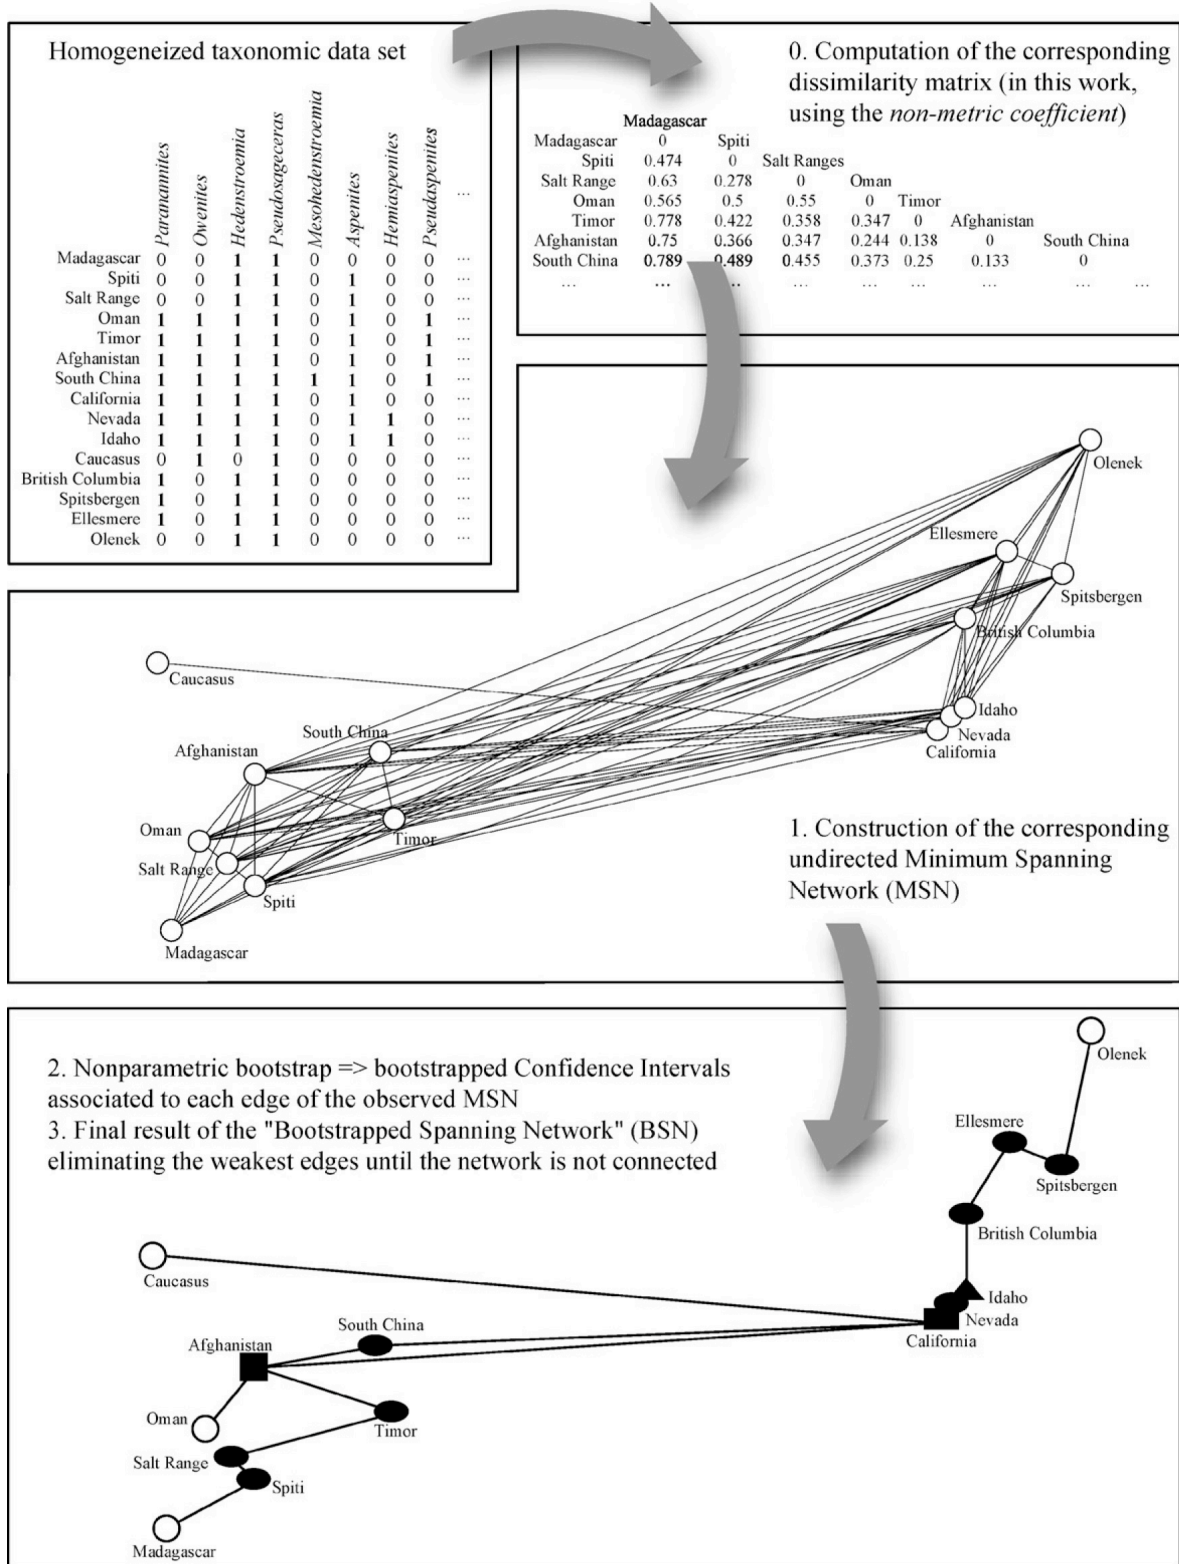 Homogeneized taxonomic data set
Paranannites
Owenites
Hedenstroemia
Pseudosageceras
Mesohedenstroemia
Aspenites
Hemiaspenites
Pseudaspenites
...
Madagascar 0 0 1 1 0 0 0 0 ...
Spiti 0 0 1 1 0 1 0 0 ...
Salt Range 0 0 1 1 0 1 0 0 ...
Oman 1 1 1 1 0 1 0 1 ...
Timor 1 1 1 1 0 1 0 1 ...
Afghanistan 1 1 1 1 0 1 0 1 ...
South China 1 1 1 1 1 1 0 1 ...
California 1 1 1 1 0 1 0 0 ...
Nevada 1 1 1 1 0 1 1 0 ...
Idaho 1 1 1 1 0 1 1 0 ...
Caucasus 0 1 0 1 0 0 0 0 ...
British Columbia 1 0 1 1 0 0 0 0 ...
Spitsbergen 1 0 1 1 0 0 0 0 ...
Ellesmere 1 0 1 1 0 0 0 0 ...
Olenek 0 0 1 1 0 0 0 0 ...
0. Computation of the corresponding
dissimilarity matrix (in this work,
using the non-metric coefficient)
Madagascar
Madagascar 0 Spiti
Spiti 0.474 0 Salt Ranges
Salt Range 0.63 0.278 0 Oman
Oman 0.565 0.5 0.55 0 Timor
Timor 0.778 0.422 0.358 0.347 0 Afghanistan
Afghanistan 0.75 0.366 0.347 0.244 0.138 0 South China
South China 0.789 0.489 0.455 0.373 0.25 0.133 0
... ... ... ... ... ... ... ... ...
Olenek
Ellesmere
Spitsbergen
British Columbia
Caucasus
Idaho
Nevada
California
South China
Afghanistan
Oman
Timor
Salt Range
Spiti
Madagascar
1. Construction of the corresponding
undirected Minimum Spanning
Network (MSN)
2. Nonparametric bootstrap => bootstrapped Confidence Intervals
associated to each edge of the observed MSN
3. Final result of the "Bootstrapped Spanning Network" (BSN)
eliminating the weakest edges until the network is not connected
Olenek
Ellesmere
Spitsbergen
British Columbia
Caucasus
Idaho
Nevada
California
South China
Afghanistan
Oman
Timor
Salt Range
Spiti
Madagascar